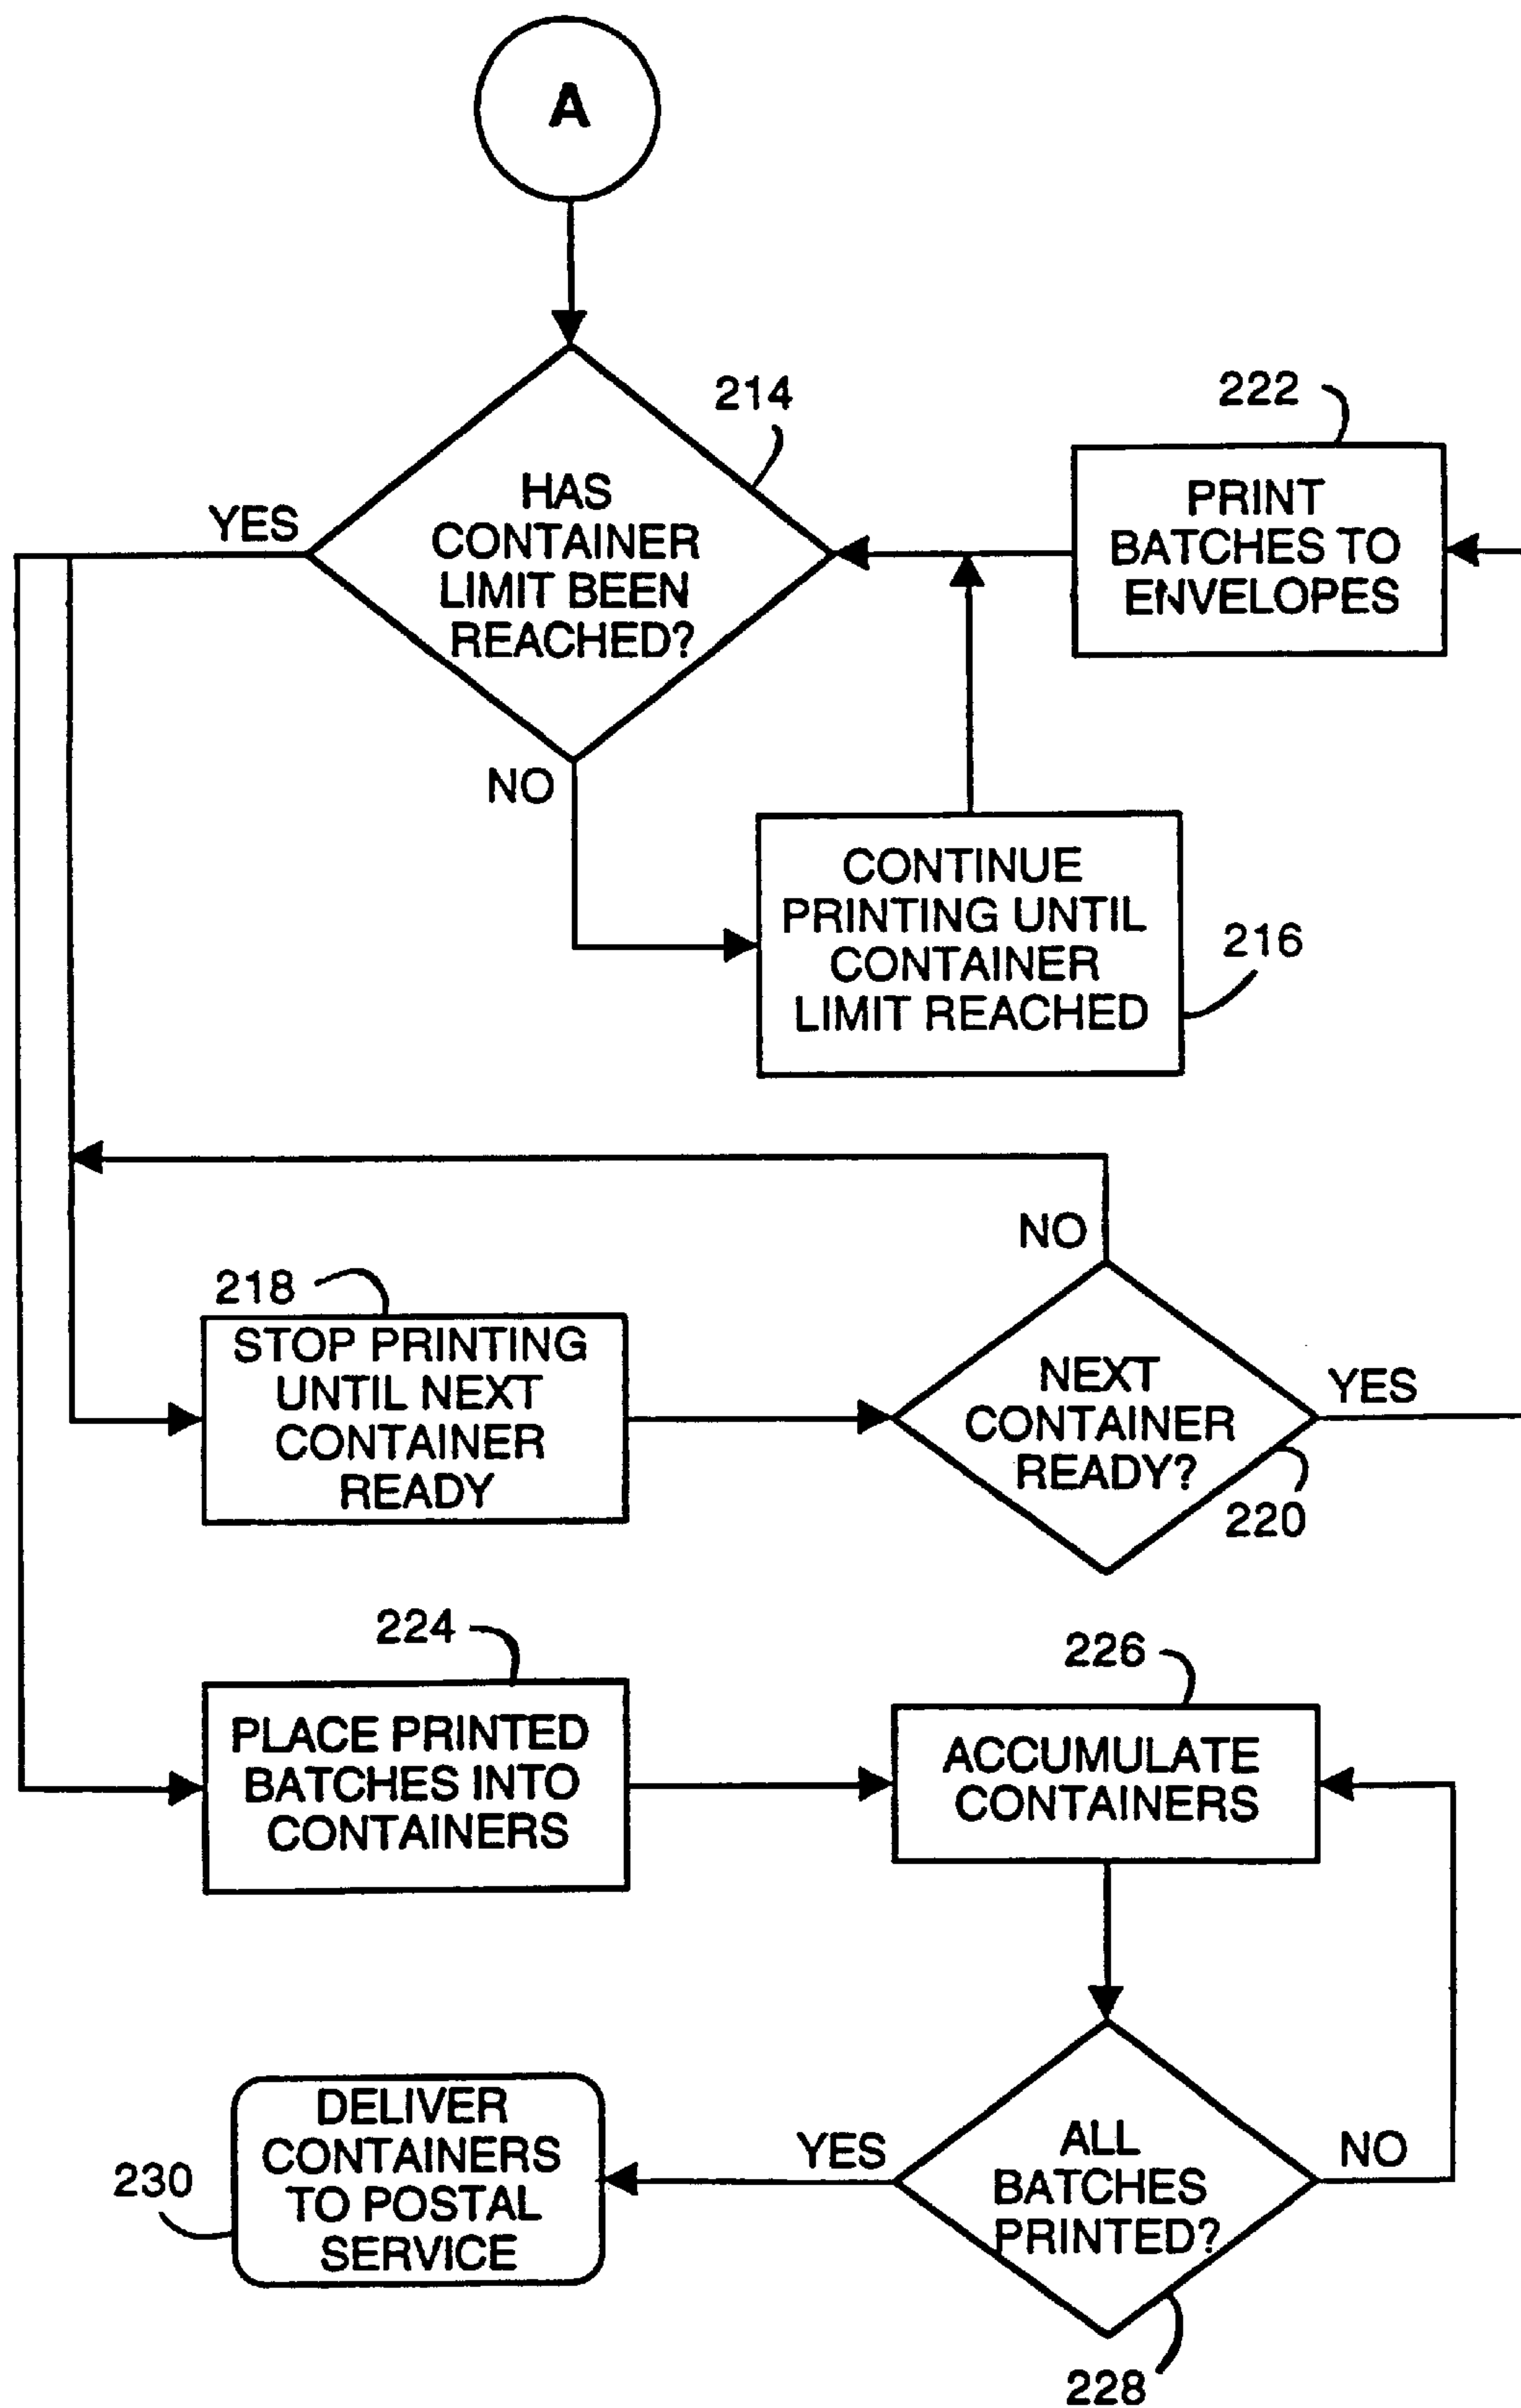 A
214
HAS
CONTAINER
LIMIT BEEN
REACHED?
YES
NO
222
PRINT
BATCHES TO
ENVELOPES
CONTINUE
PRINTING UNTIL
CONTAINER
LIMIT REACHED
216
NO
218
STOP PRINTING
UNTIL NEXT
CONTAINER
READY
NEXT
CONTAINER
READY?
YES
220
224
PLACE PRINTED
BATCHES INTO
CONTAINERS
226
ACCUMULATE
CONTAINERS
DELIVER
CONTAINERS
TO POSTAL
SERVICE
230
YES
ALL
BATCHES
PRINTED?
NO
228